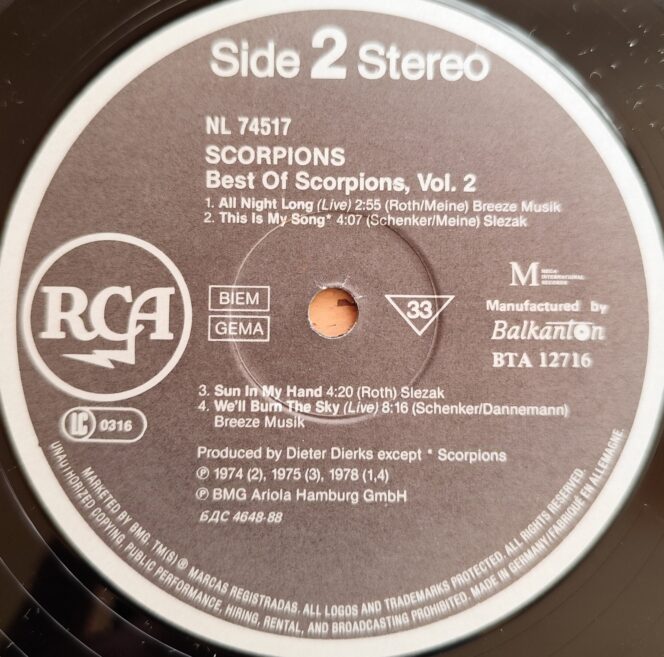 Side 2 Stereo
NL 74517
SCORPIONS
Best Of Scorpions, Vol. 2
1. All Night Long (Live) 2:55 (Roth/Meine) Breeze Musik
2. This Is My Song* 4:07 (Schenker/Meine) Slezak
RCA
BIEM
GEMA
33
M MEGA INTERNATIONAL RECORDS
Manufactured by
Balkanton
BTA 12716
LC 0316
3. Sun In My Hand 4:20 (Roth) Slezak
4. We'll Burn The Sky (Live) 8:16 (Schenker/Dannemann)
Breeze Musik
Produced by Dieter Dierks except * Scorpions
℗ 1974 (2), 1975 (3), 1978 (1,4)
℗ BMG Ariola Hamburg GmbH
БДС 4648-88
MARKETED BY BMG. TM(S) ® MARCAS REGISTRADAS. ALL LOGOS AND TRADEMARKS PROTECTED. ALL RIGHTS RESERVED.
UNAUTHORIZED COPYING, PUBLIC PERFORMANCE, HIRING, RENTAL, AND BROADCASTING PROHIBITED. MADE IN GERMANY/FABRIQUÉ EN ALLEMAGNE.